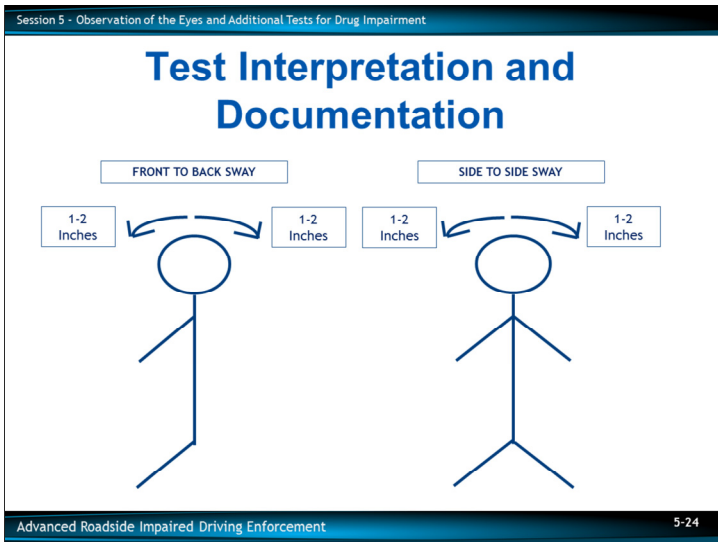 Session 5 - Observation of the Eyes and Additional Tests for Drug Impairment
Test Interpretation and
Documentation
FRONT TO BACK SWAY
SIDE TO SIDE SWAY
1-2
Inches
1-2
Inches
1-2
Inches
1-2
Inches
Advanced Roadside Impaired Driving Enforcement
5-24